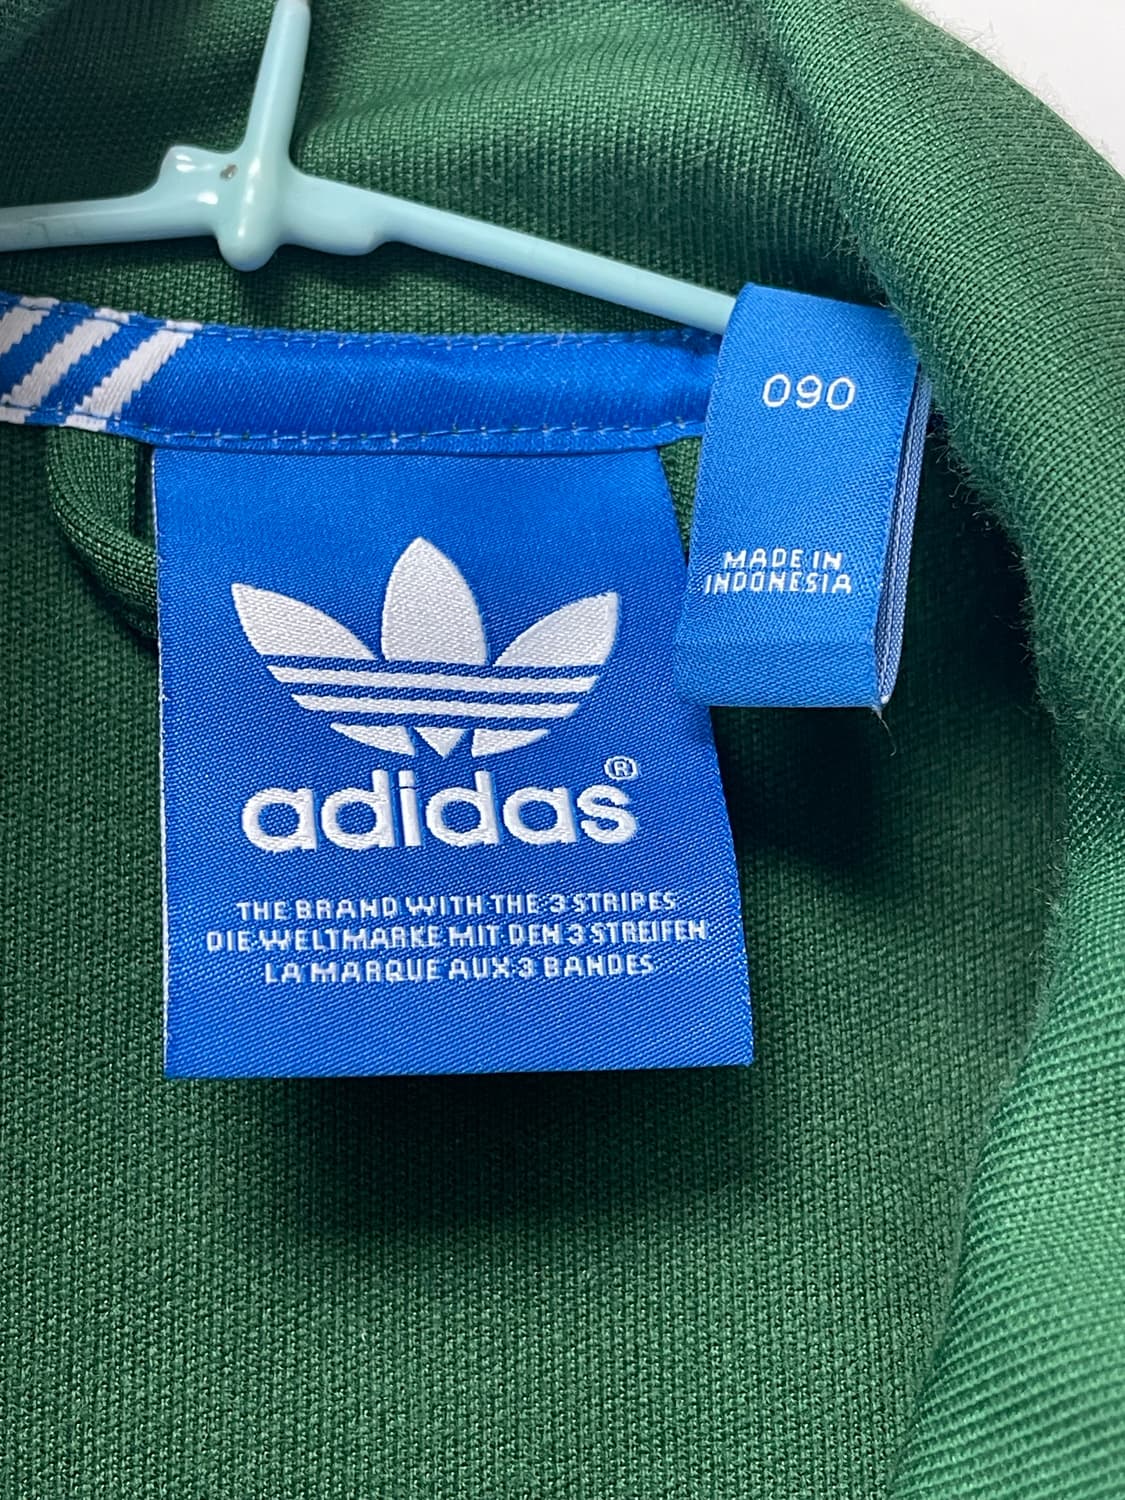 090
MADE IN
INDONESIA
adidas®
THE BRAND WITH THE 3 STRIPES
DIE WELTMARKE MIT DEN 3 STREIFEN
LA MARQUE AUX 3 BANDES